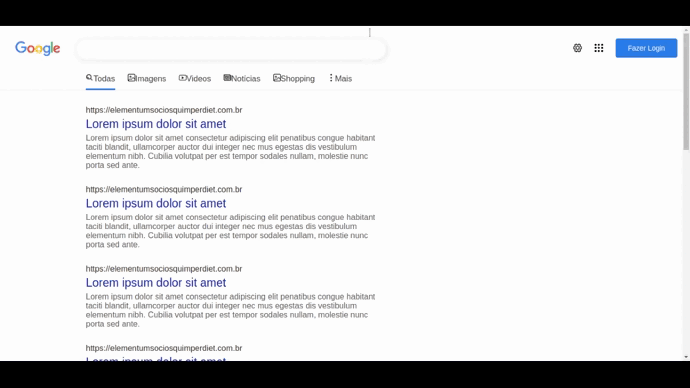 Google
Fazer Login
Todas Imagens Videos Notícias Shopping Mais
https://elementumsociosquimperdiet.com.br
Lorem ipsum dolor sit amet
Lorem ipsum dolor sit amet consectetur adipiscing elit penatibus congue habitant
taciti blandit, ullamcorper auctor dui integer nec mus egestas dis vestibulum
elementum nibh. Cubilia volutpat per est tempor sodales nullam, molestie nunc
porta sed ante.
https://elementumsociosquimperdiet.com.br
Lorem ipsum dolor sit amet
Lorem ipsum dolor sit amet consectetur adipiscing elit penatibus congue habitant
taciti blandit, ullamcorper auctor dui integer nec mus egestas dis vestibulum
elementum nibh. Cubilia volutpat per est tempor sodales nullam, molestie nunc
porta sed ante.
https://elementumsociosquimperdiet.com.br
Lorem ipsum dolor sit amet
Lorem ipsum dolor sit amet consectetur adipiscing elit penatibus congue habitant
taciti blandit, ullamcorper auctor dui integer nec mus egestas dis vestibulum
elementum nibh. Cubilia volutpat per est tempor sodales nullam, molestie nunc
porta sed ante.
https://elementumsociosquimperdiet.com.br
Lorem ipsum dolor sit amet